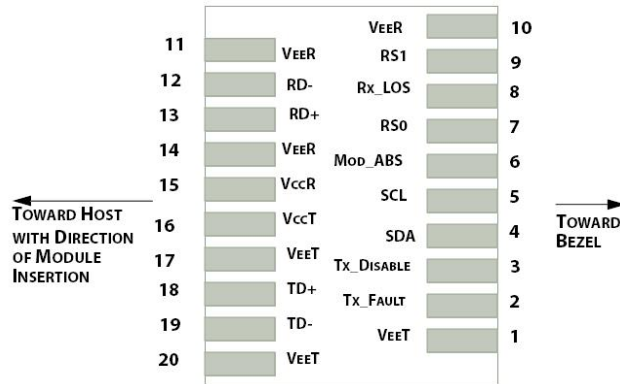 11 VEER
12 RD-
13 RD+
14 VEER
15 VCCR
16 VCCT
17 VEET
18 TD+
19 TD-
20 VEET
VEER 10
RS1 9
RX_LOS 8
RS0 7
MOD_ABS 6
SCL 5
SDA 4
TX_DISABLE 3
TX_FAULT 2
VEET 1
TOWARD HOST
WITH DIRECTION
OF MODULE
INSERTION
TOWARD
BEZEL